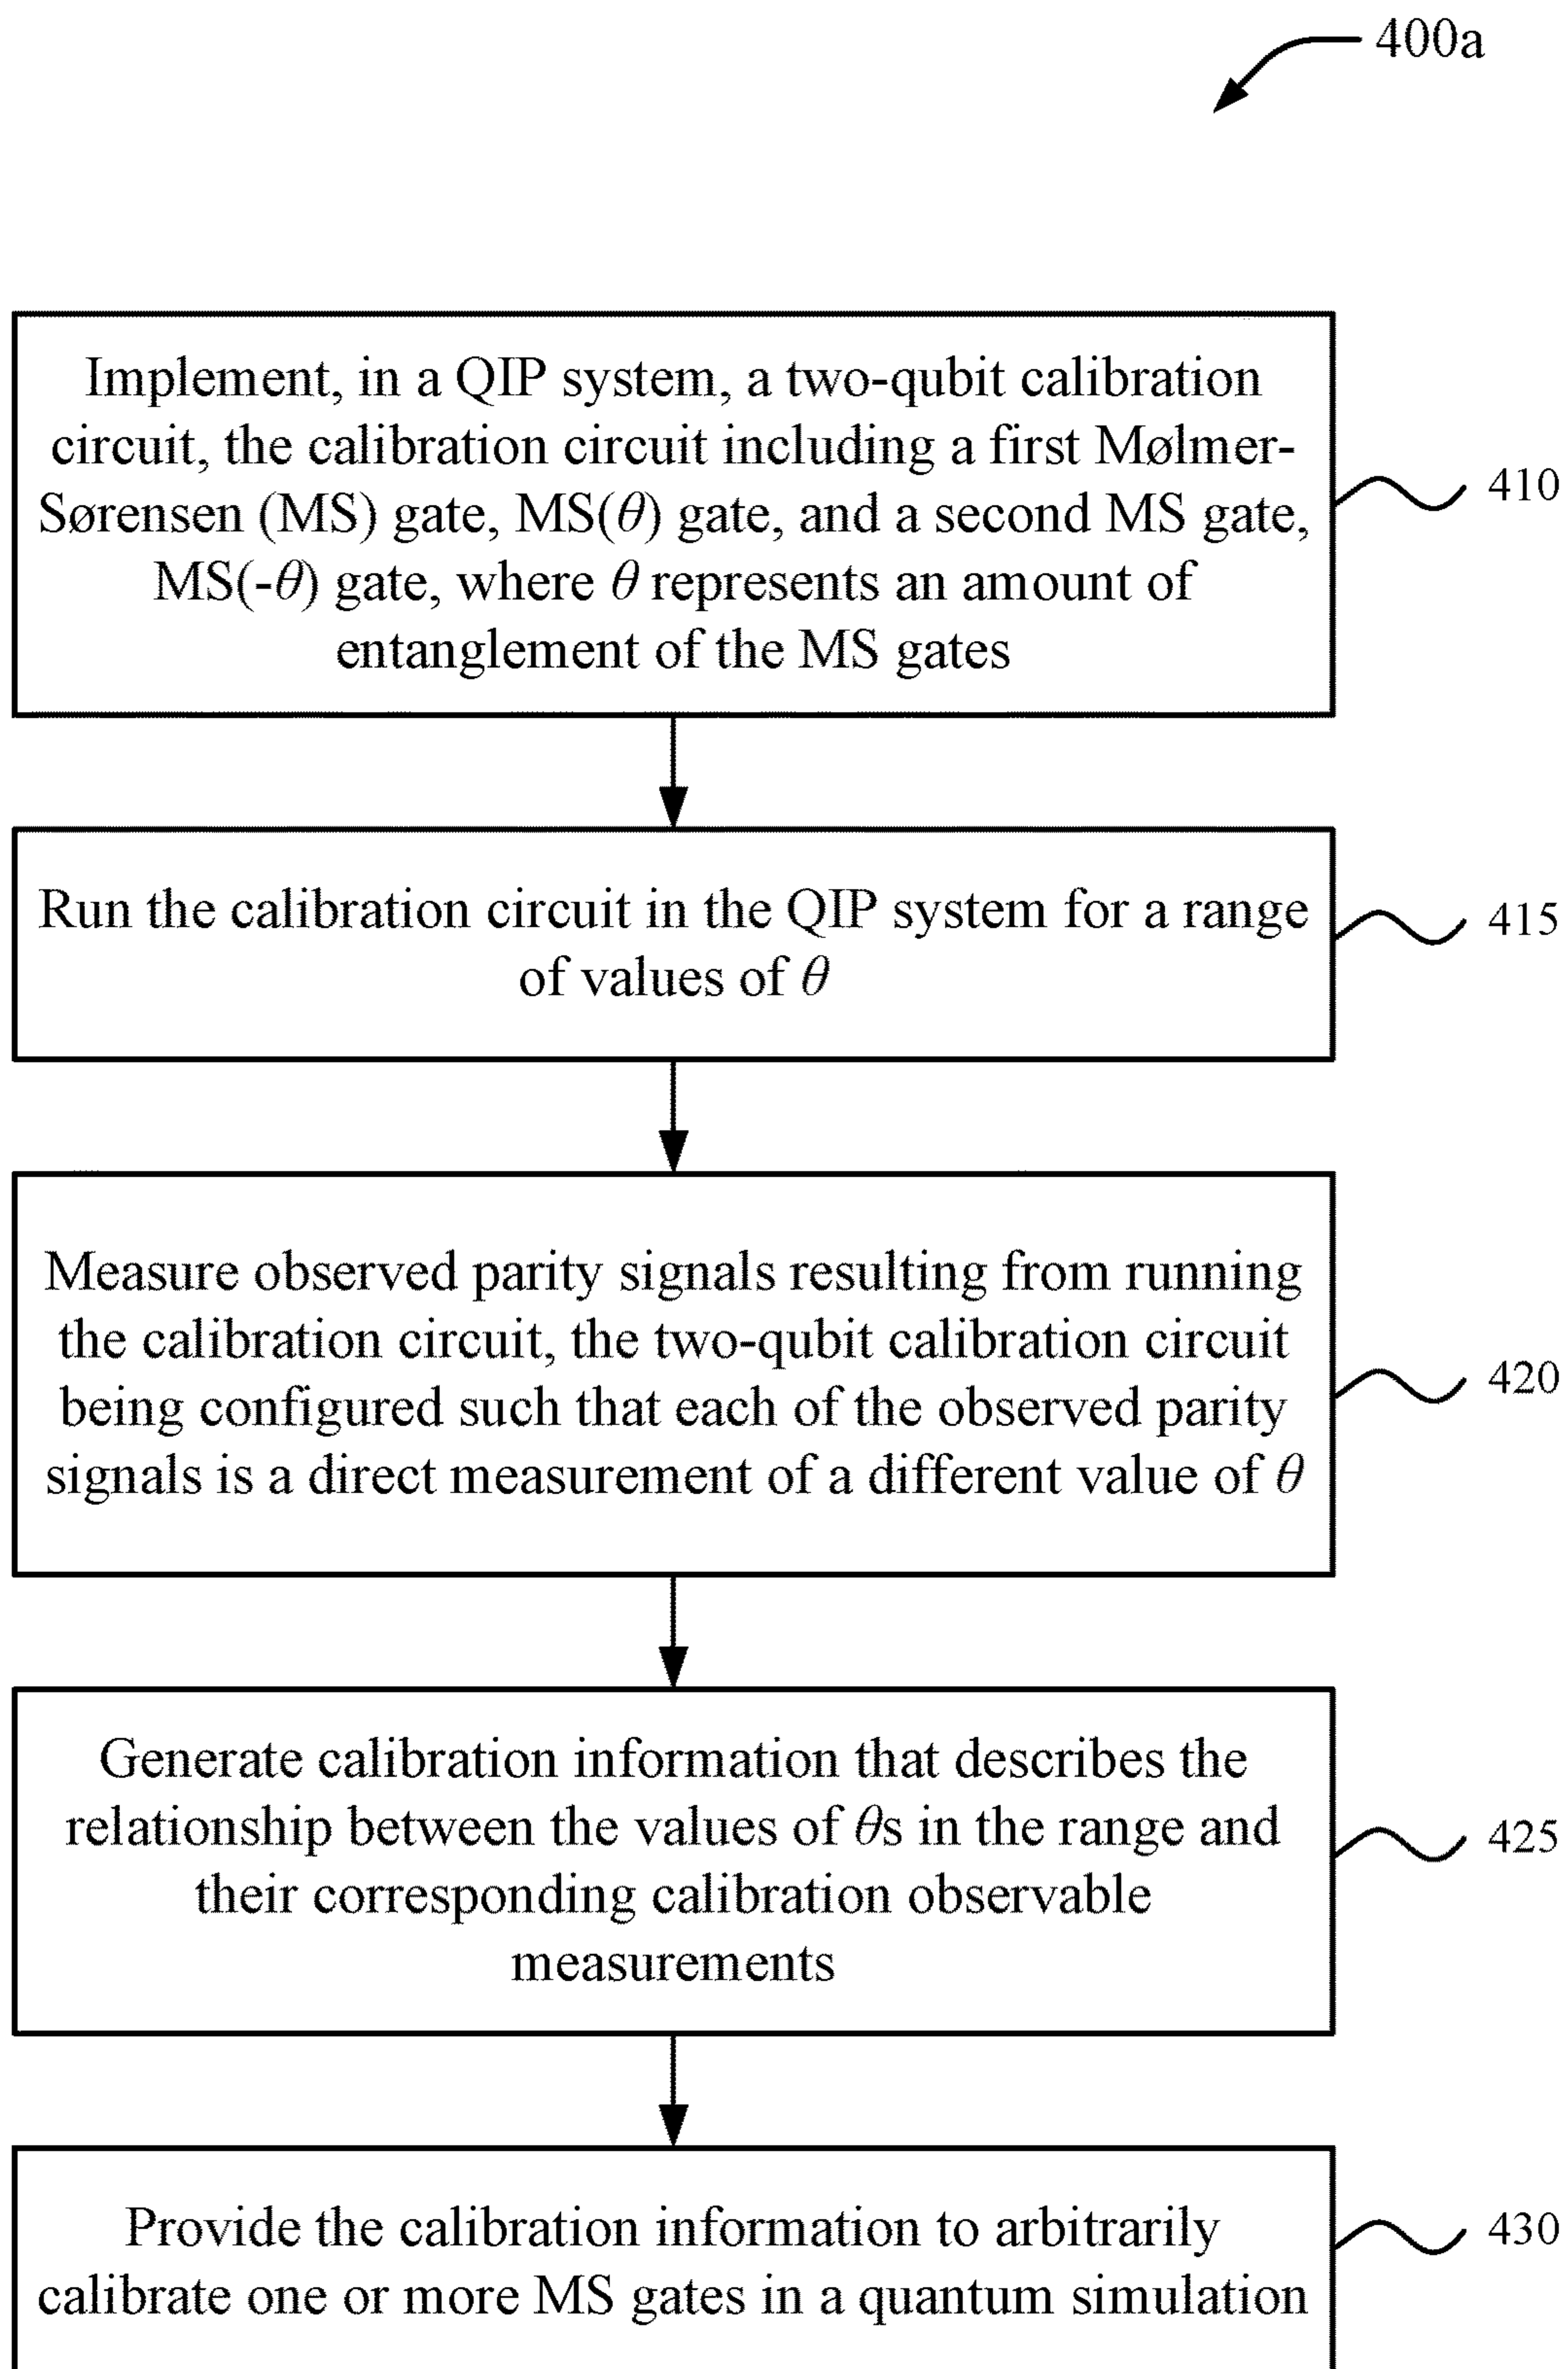 400a
Implement, in a QIP system, a two-qubit calibration
circuit, the calibration circuit including a first Mølmer-
Sørensen (MS) gate, MS(θ) gate, and a second MS gate,
MS(-θ) gate, where θ represents an amount of
entanglement of the MS gates
410
Run the calibration circuit in the QIP system for a range
of values of θ
415
Measure observed parity signals resulting from running
the calibration circuit, the two-qubit calibration circuit
being configured such that each of the observed parity
signals is a direct measurement of a different value of θ
420
Generate calibration information that describes the
relationship between the values of θs in the range and
their corresponding calibration observable
measurements
425
Provide the calibration information to arbitrarily
calibrate one or more MS gates in a quantum simulation
430